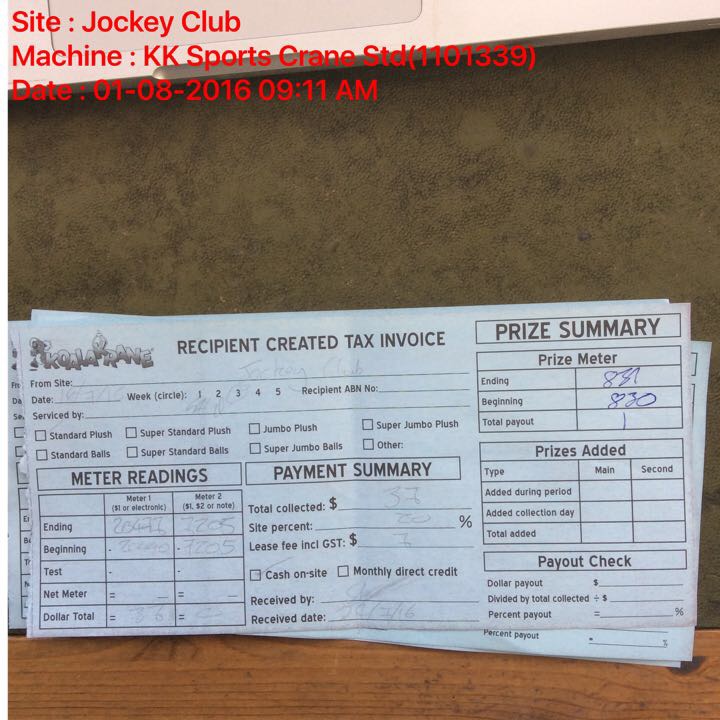 Site : Jockey Club
Machine : KK Sports Crane Std(1101339)
Date : 01-08-2016 09:11 AM
KOALA CRANE
RECIPIENT CREATED TAX INVOICE
From Site: Jockey Club
Date:
Week (circle): 1 2 3 4 5
Recipient ABN No:
Serviced by:
Standard Plush
Super Standard Plush
Jumbo Plush
Super Jumbo Plush
Standard Balls
Super Standard Balls
Super Jumbo Balls
Other:
METER READINGS
Meter 1 Meter 2
($1 or electronic) ($1, $2 or note)
Ending 7205
Beginning - - 7205
Test - -
Net Meter = — = —
Dollar Total = =
PAYMENT SUMMARY
Total collected: $ 37
Site percent: 20 %
Lease fee incl GST: $ 7
Cash on-site Monthly direct credit
Received by:
Received date:
PRIZE SUMMARY
Prize Meter
Ending 831
Beginning 830
Total payout 1
Prizes Added
Type Main Second
Added during period
Added collection day
Total added
Payout Check
Dollar payout $
Divided by total collected ÷ $
Percent payout = %
Percent payout = %